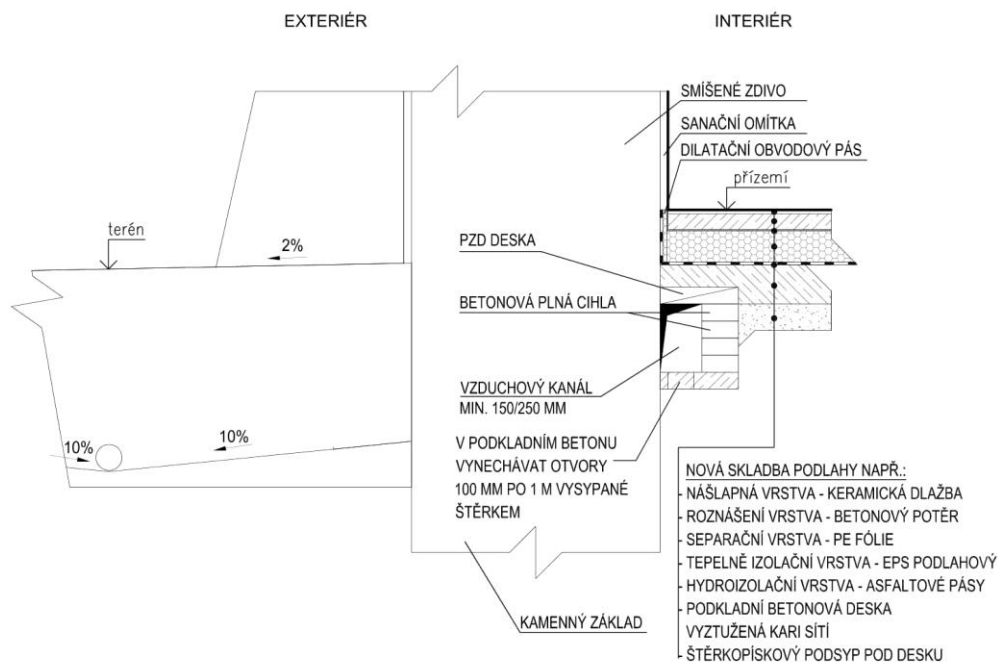 EXTERIÉR
INTERIÉR
SMÍŠENÉ ZDIVO
SANAČNÍ OMÍTKA
DILATAČNÍ OBVODOVÝ PÁS
přízemí
terén
2%
PZD DESKA
BETONOVÁ PLNÁ CIHLA
VZDUCHOVÝ KANÁL
MIN. 150/250 MM
10%
10%
V PODKLADNÍM BETONU
VYNECHÁVAT OTVORY
100 MM PO 1 M VYSYPANÉ
ŠTĚRKEM
KAMENNÝ ZÁKLAD
NOVÁ SKLADBA PODLAHY NAPŘ.:
- NÁŠLAPNÁ VRSTVA - KERAMICKÁ DLAŽBA
- ROZNÁŠENÍ VRSTVA - BETONOVÝ POTĚR
- SEPARAČNÍ VRSTVA - PE FÓLIE
- TEPELNĚ IZOLAČNÍ VRSTVA - EPS PODLAHOVÝ
- HYDROIZOLAČNÍ VRSTVA - ASFALTOVÉ PÁSY
- PODKLADNÍ BETONOVÁ DESKA
VYZTUŽENÁ KARI SÍTÍ
- ŠTĚRKOPÍSKOVÝ PODSYP POD DESKU